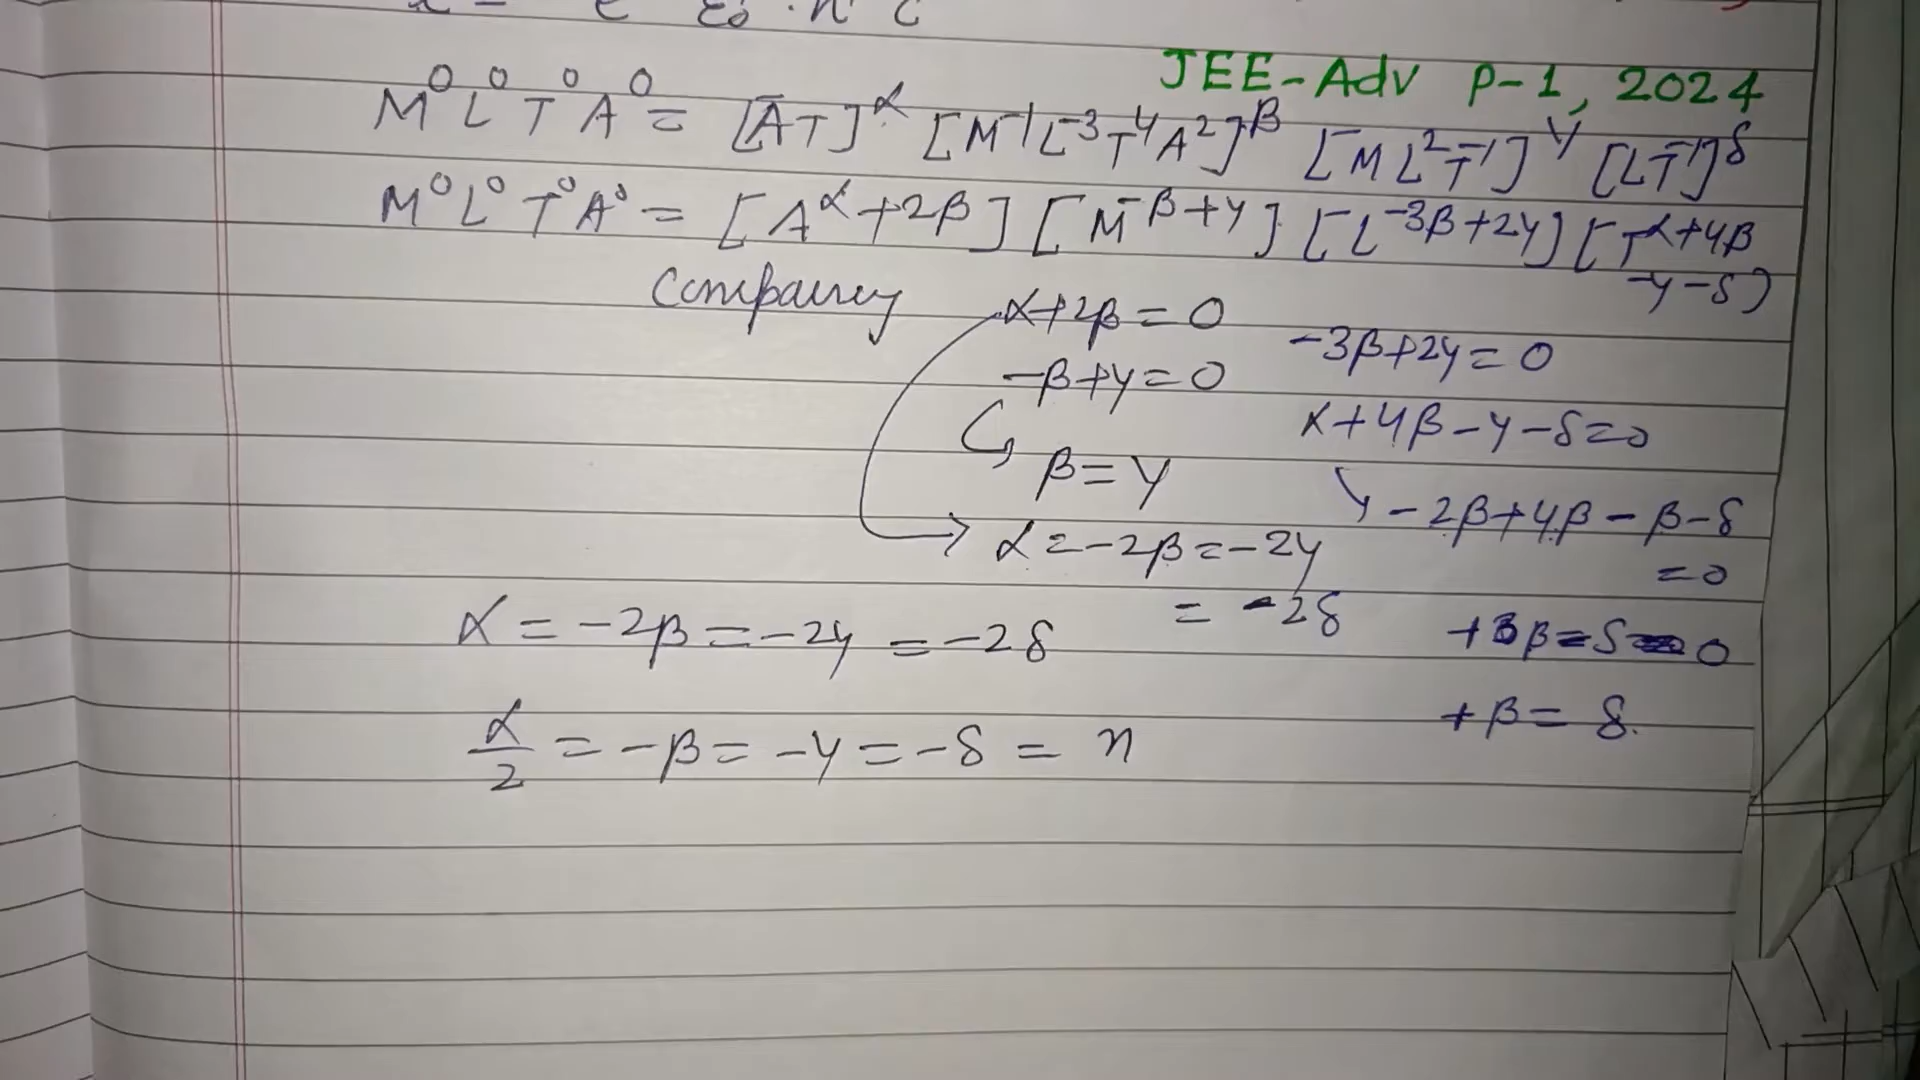 JEE-Adv P-1, 2024
M⁰L⁰T⁰A⁰ = [AT]^α [M⁻¹L⁻³T⁴A²]^β [ML²T⁻¹]^γ [LT⁻¹]^δ
M⁰L⁰T⁰A⁰ = [A^α+2β] [M^-β+γ] [L^-3β+2γ] [T^α+4β
-γ-δ]
Comparing α+2β=0
-3β+2γ=0
-β+γ=0
α+4β-γ-δ=0
β=γ
-2β+4β-β-δ
=0
α=-2β=-2γ
= -2δ
α = -2β = -2γ = -2δ
+β = δ.
α/2 = -β = -γ = -δ = n